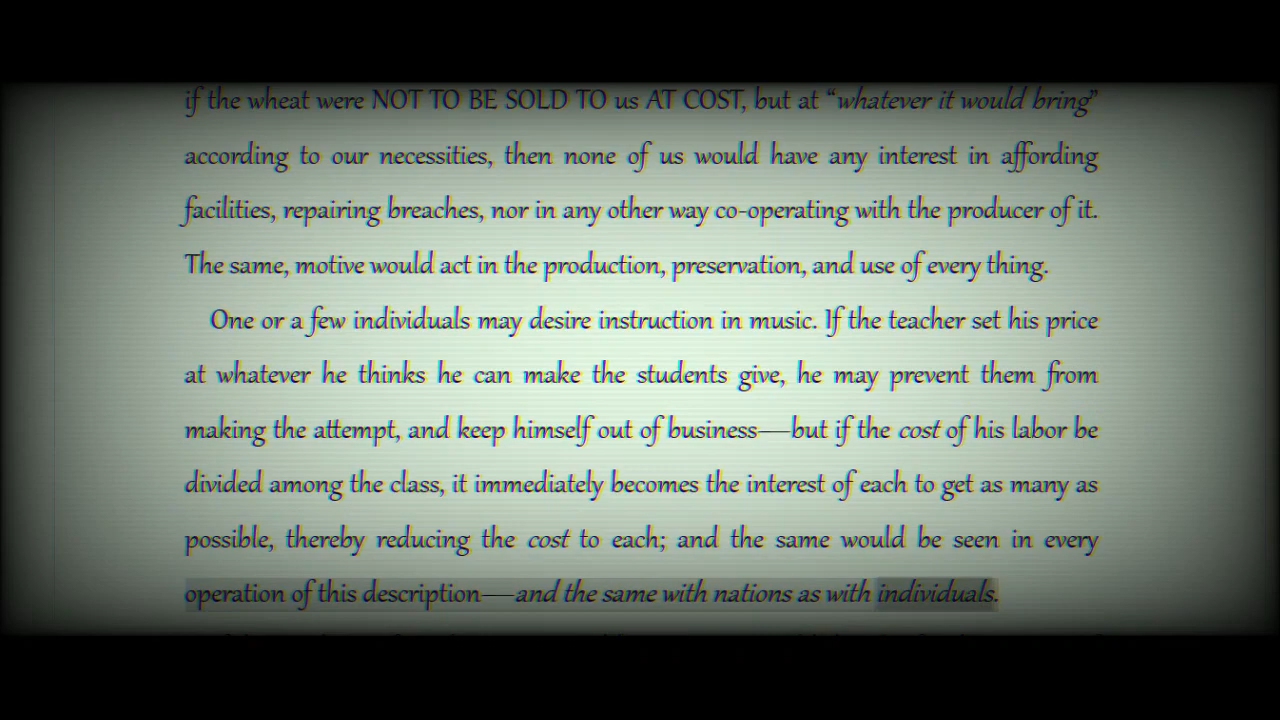 if the wheat were NOT TO BE SOLD TO us AT COST, but at “whatever it would bring”
according to our necessities, then none of us would have any interest in affording
facilities, repairing breaches, nor in any other way co-operating with the producer of it.
The same, motive would act in the production, preservation, and use of every thing.
One or a few individuals may desire instruction in music. If the teacher set his price
at whatever he thinks he can make the students give, he may prevent them from
making the attempt, and keep himself out of business—but if the cost of his labor be
divided among the class, it immediately becomes the interest of each to get as many as
possible, thereby reducing the cost to each; and the same would be seen in every
operation of this description—and the same with nations as with individuals.